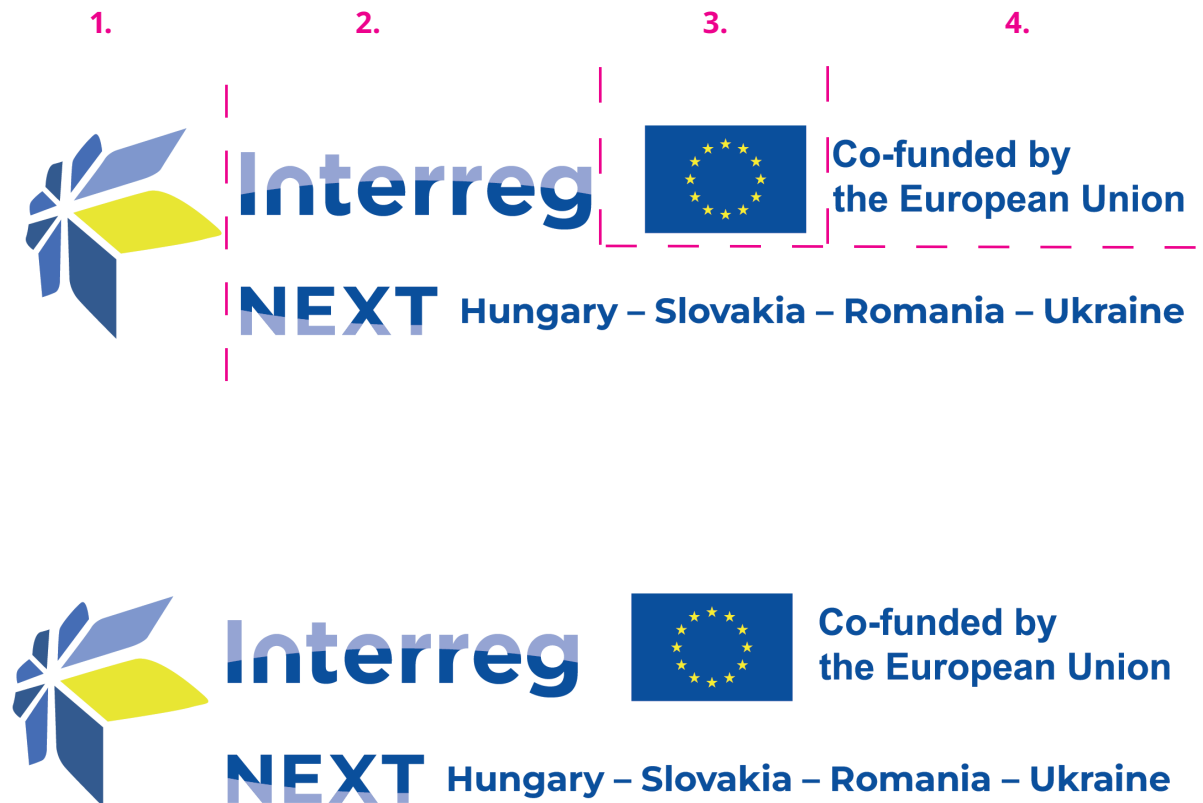 1. 2. 3. 4.
Interreg
Co-funded by
the European Union
NEXT Hungary – Slovakia – Romania – Ukraine
Interreg
Co-funded by
the European Union
NEXT Hungary – Slovakia – Romania – Ukraine